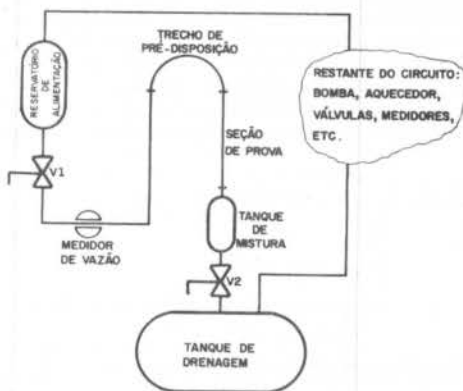 TRECHO DE
PRÉ-DISPOSIÇÃO
RESERVATÓRIO
DE
ALIMENTAÇÃO
RESTANTE DO CIRCUITO:
BOMBA, AQUECEDOR,
VÁLVULAS, MEDIDORES,
ETC.
SEÇÃO
DE PROVA
V1
MEDIDOR
DE VAZÃO
TANQUE
DE
MISTURA
V2
TANQUE DE
DRENAGEM